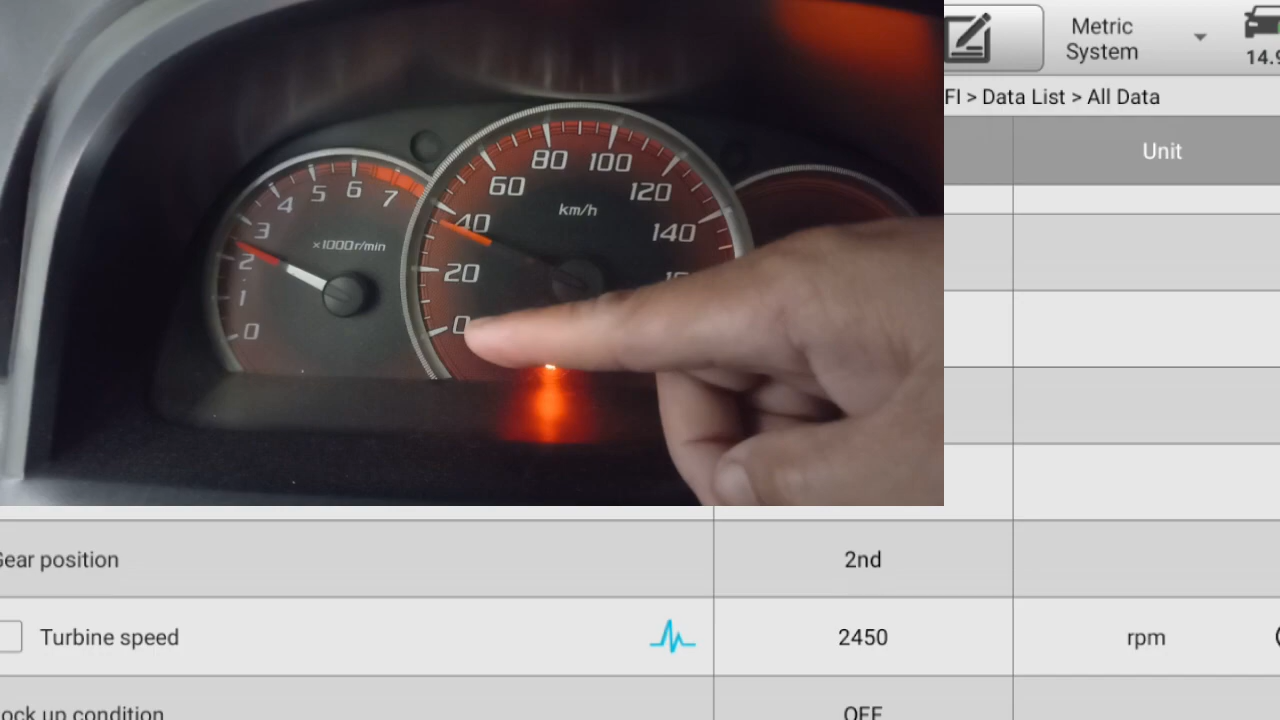 Metric
System
14.9
FI > Data List > All Data
Unit
0
1
2
3
4
5
6
7
x1000r/min
0
20
40
60
80
100
120
140
km/h
Gear position
2nd
Turbine speed
2450
rpm
ock up condition
OFF